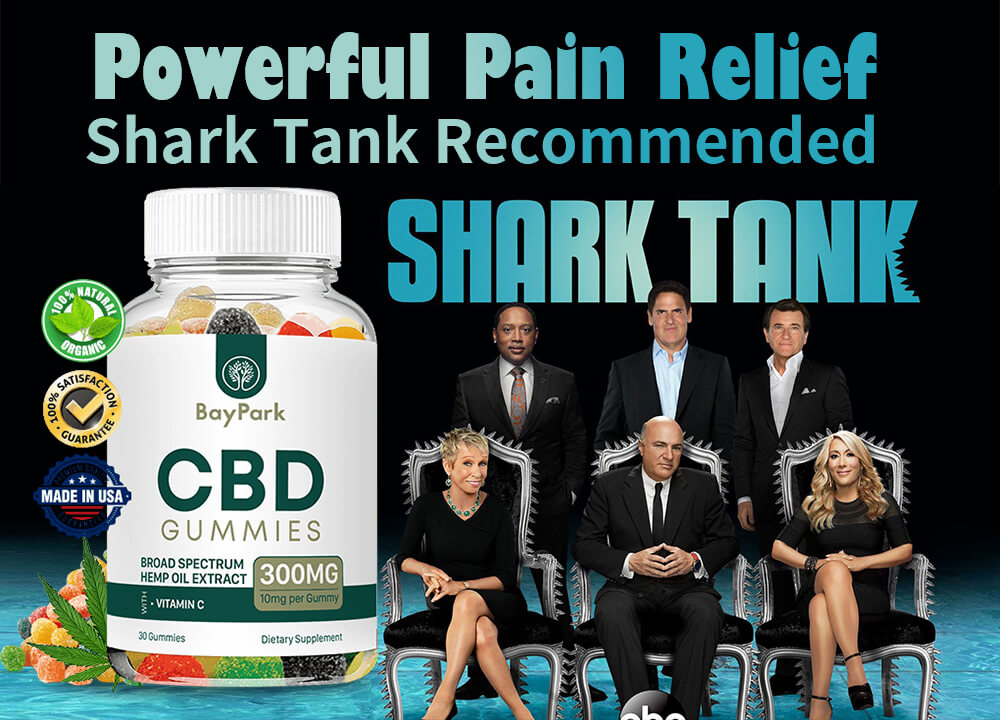 Powerful Pain Relief
Shark Tank Recommended
SHARK TANK
100% NATURAL
ORGANIC
100% SATISFACTION
GUARANTEE
MADE IN USA
BayPark
CBD
GUMMIES
BROAD SPECTRUM
HEMP OIL EXTRACT
300MG
10mg per Gummy
WITH
• VITAMIN C
30 Gummies
Dietary Supplement
abc